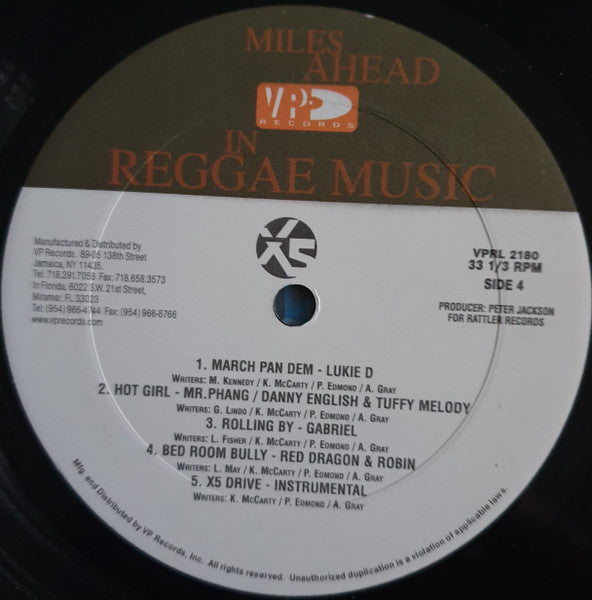 MILES
AHEAD
VP
RECORDS
IN
REGGAE MUSIC
X5
Manufactured & Distributed by
VP Records. 89-05 138th Street
Jamaica, NY 11435.
Tel: 718.291.7058 Fax: 718.658.3573
In Florida, 6022 S.W. 21st Street,
Miramar, FL 33023
Tel: (954) 966-4744 Fax: (954) 966-8766
www.vprecords.com
VPRL 2180
33 1/3 RPM
SIDE 4
PRODUCER: PETER JACKSON
FOR RATTLER RECORDS.
1. MARCH PAN DEM - LUKIE D
WRITERS: M. KENNEDY / K. MCCARTY / P. EDMOND / A. GRAY
2. HOT GIRL - MR.PHANG / DANNY ENGLISH & TUFFY MELODY
WRITERS: G. LINDO / K. MCCARTY / P. EDMOND / A. GRAY
3. ROLLING BY - GABRIEL
WRITERS: L. FISHER / K. MCCARTY / P. EDMOND / A. GRAY
4. BED ROOM BULLY - RED DRAGON & ROBIN
WRITERS: L. MAY / K. MCCARTY / P. EDMOND / A. GRAY
5. X5 DRIVE - INSTRUMENTAL
WRITERS: K. MCCARTY / P. EDMOND / A. GRAY
Mfg. and Distributed by VP Records, Inc. All rights reserved. Unauthorized duplication is a violation of applicable laws.